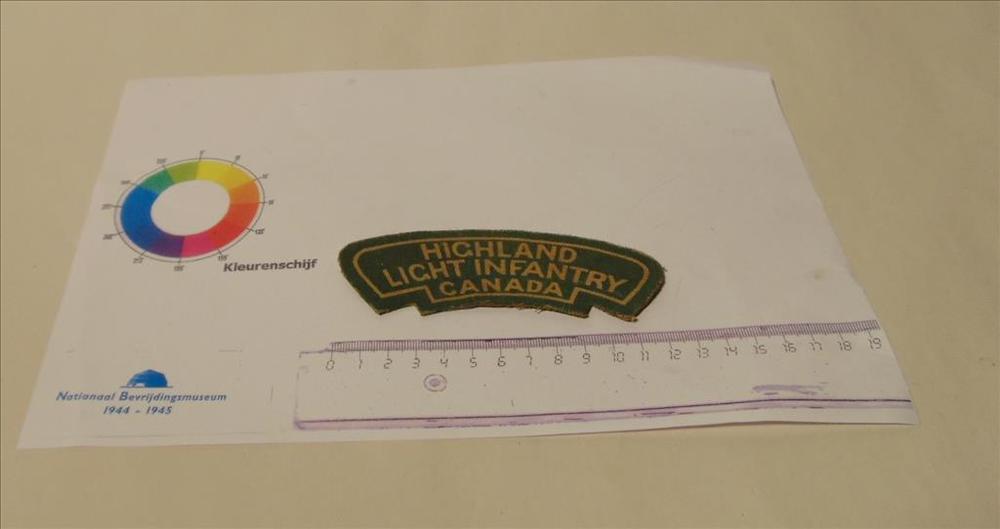 HIGHLAND
LIGHT INFANTRY
CANADA
Kleurenschijf
0 1 2 3 4 5 6 7 8 9 10 11 12 13 14 15 16 17 18 19
Nationaal Bevrijdingsmuseum
1944 - 1945